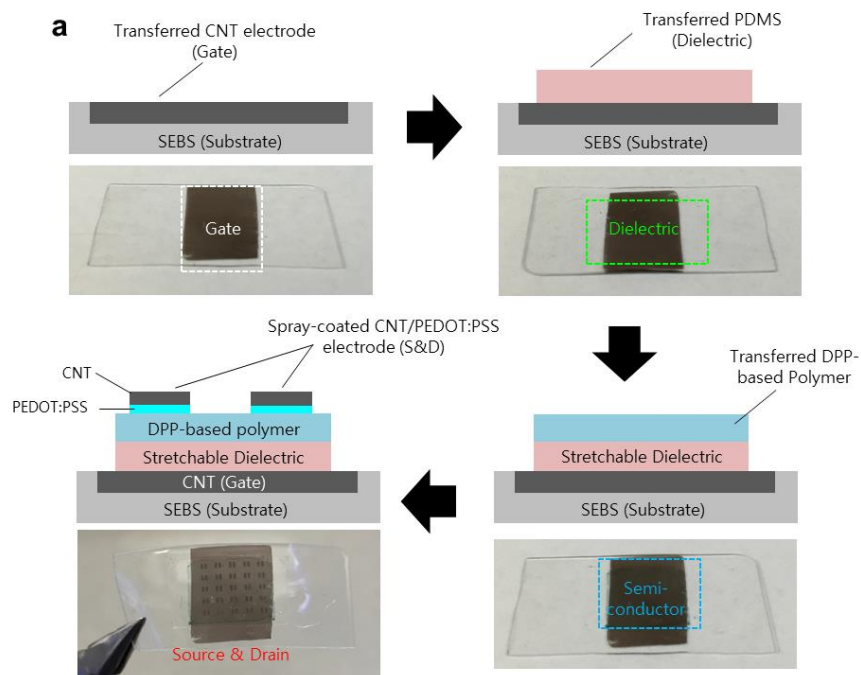 a
Transferred CNT electrode
(Gate)
SEBS (Substrate)
Gate
Transferred PDMS
(Dielectric)
SEBS (Substrate)
Dielectric
Spray-coated CNT/PEDOT:PSS
electrode (S&D)
CNT
PEDOT:PSS
DPP-based polymer
Stretchable Dielectric
CNT (Gate)
SEBS (Substrate)
Source & Drain
Transferred DPP-
based Polymer
Stretchable Dielectric
SEBS (Substrate)
Semi-
conductor